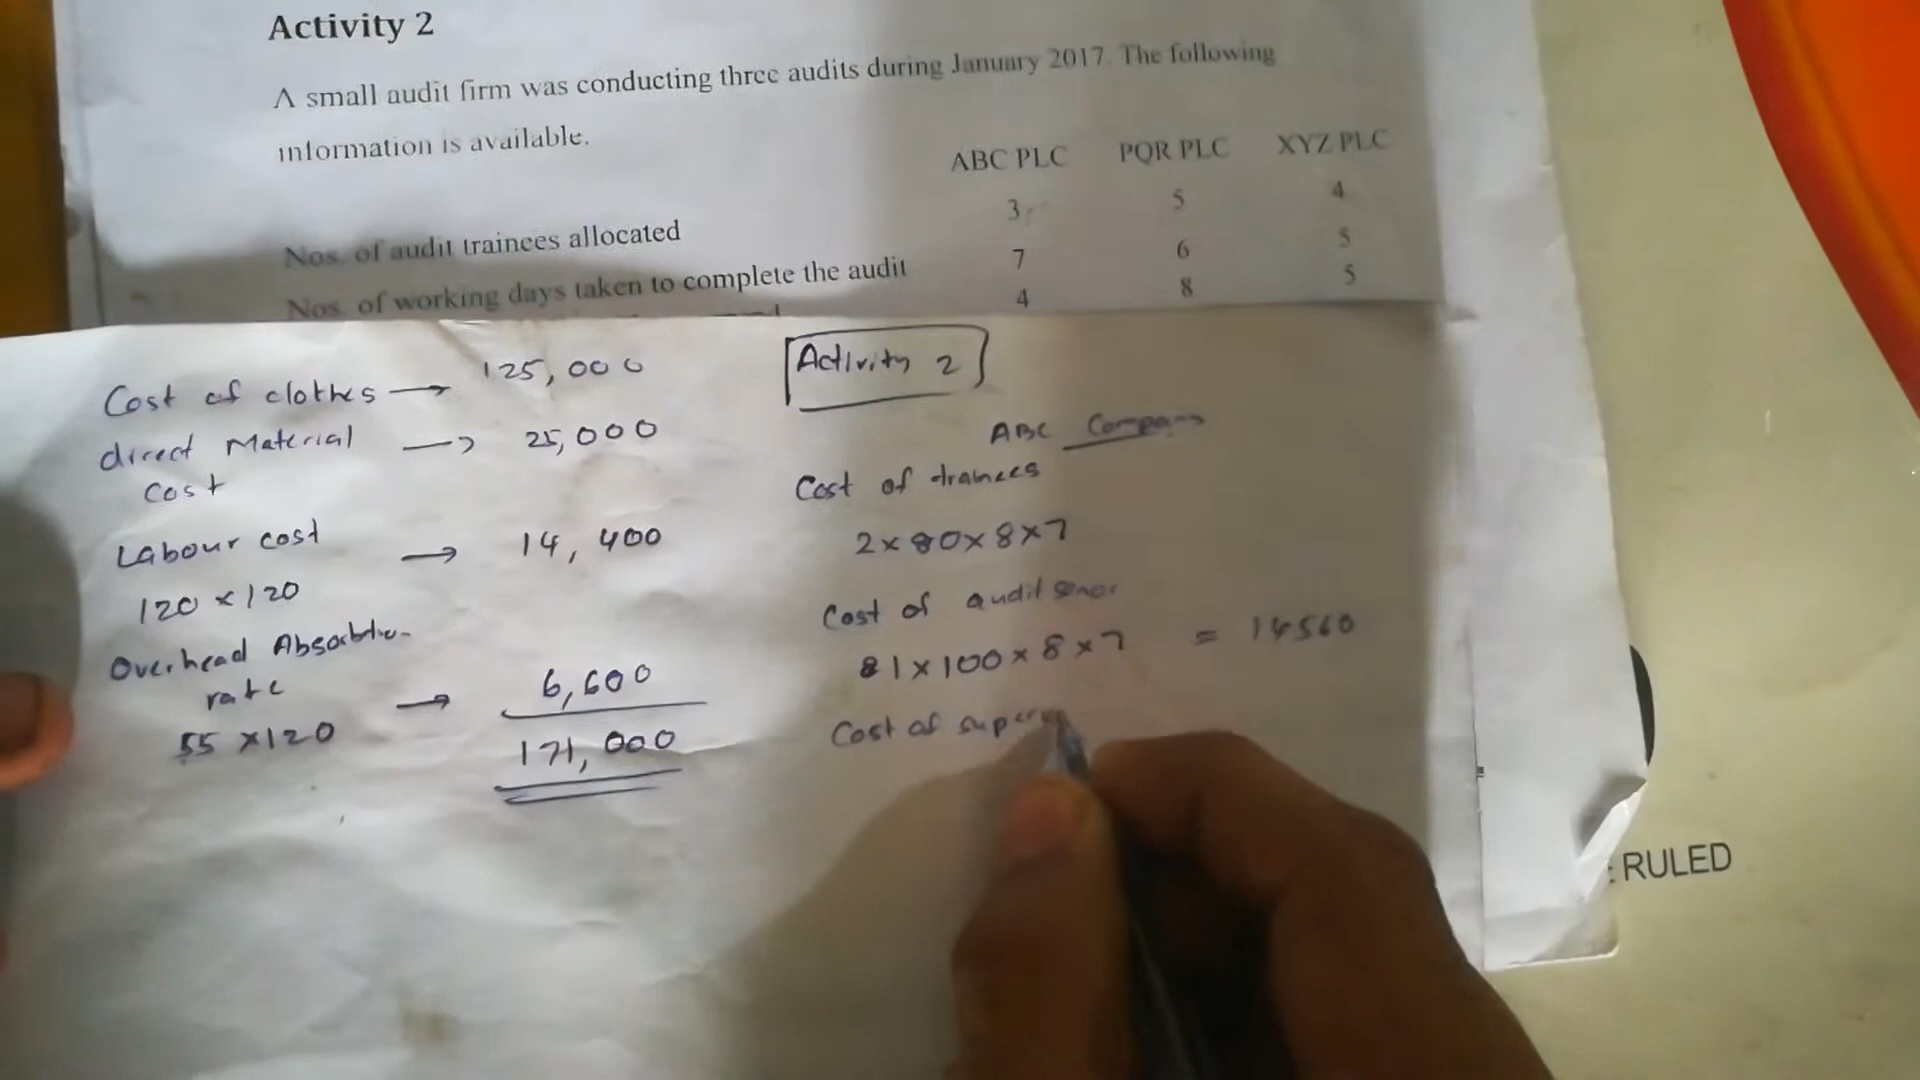 Activity 2
A small audit firm was conducting three audits during January 2017. The following
information is available.
ABC PLC PQR PLC XYZ PLC
Nos. of audit trainees allocated 3 5 4
Nos. of working days taken to complete the audit 7 6 5
4 8 5
Cost of clothes → 125,000
direct Material → 25,000
cost
Labour cost → 14,400
120 × 120
Overhead Absorbtion
rate → 6,600
55 × 120
171,000
Activity 2
ABC Company
Cost of trainees
2 × 80 × 8 × 7
Cost of audit senor
1 × 100 × 8 × 7 = 14560
Cost of superv
: RULED